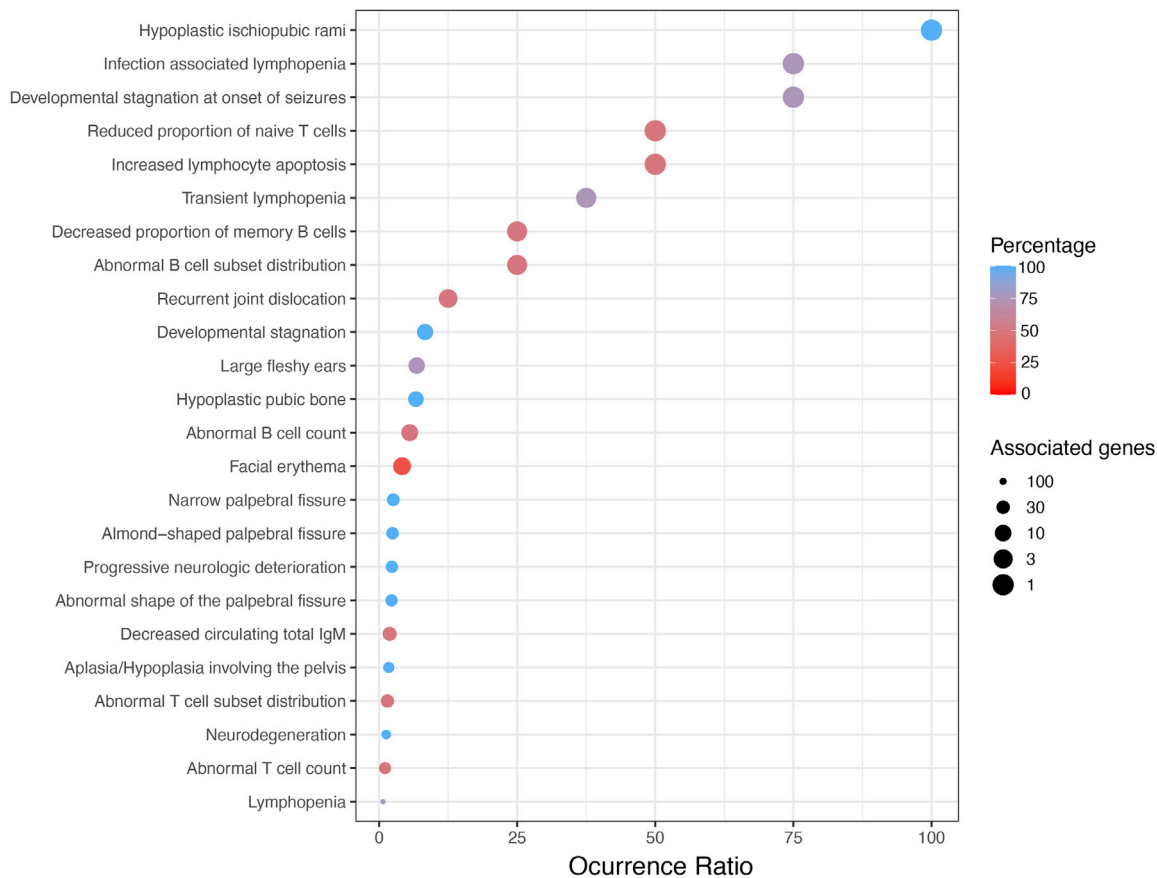 Hypoplastic ischiopubic rami
Infection associated lymphopenia
Developmental stagnation at onset of seizures
Reduced proportion of naive T cells
Increased lymphocyte apoptosis
Transient lymphopenia
Decreased proportion of memory B cells
Abnormal B cell subset distribution
Recurrent joint dislocation
Developmental stagnation
Large fleshy ears
Hypoplastic pubic bone
Abnormal B cell count
Facial erythema
Narrow palpebral fissure
Almond−shaped palpebral fissure
Progressive neurologic deterioration
Abnormal shape of the palpebral fissure
Decreased circulating total IgM
Aplasia/Hypoplasia involving the pelvis
Abnormal T cell subset distribution
Neurodegeneration
Abnormal T cell count
Lymphopenia
0 25 50 75 100
Ocurrence Ratio
Percentage
100
75
50
25
0
Associated genes
100
30
10
3
1